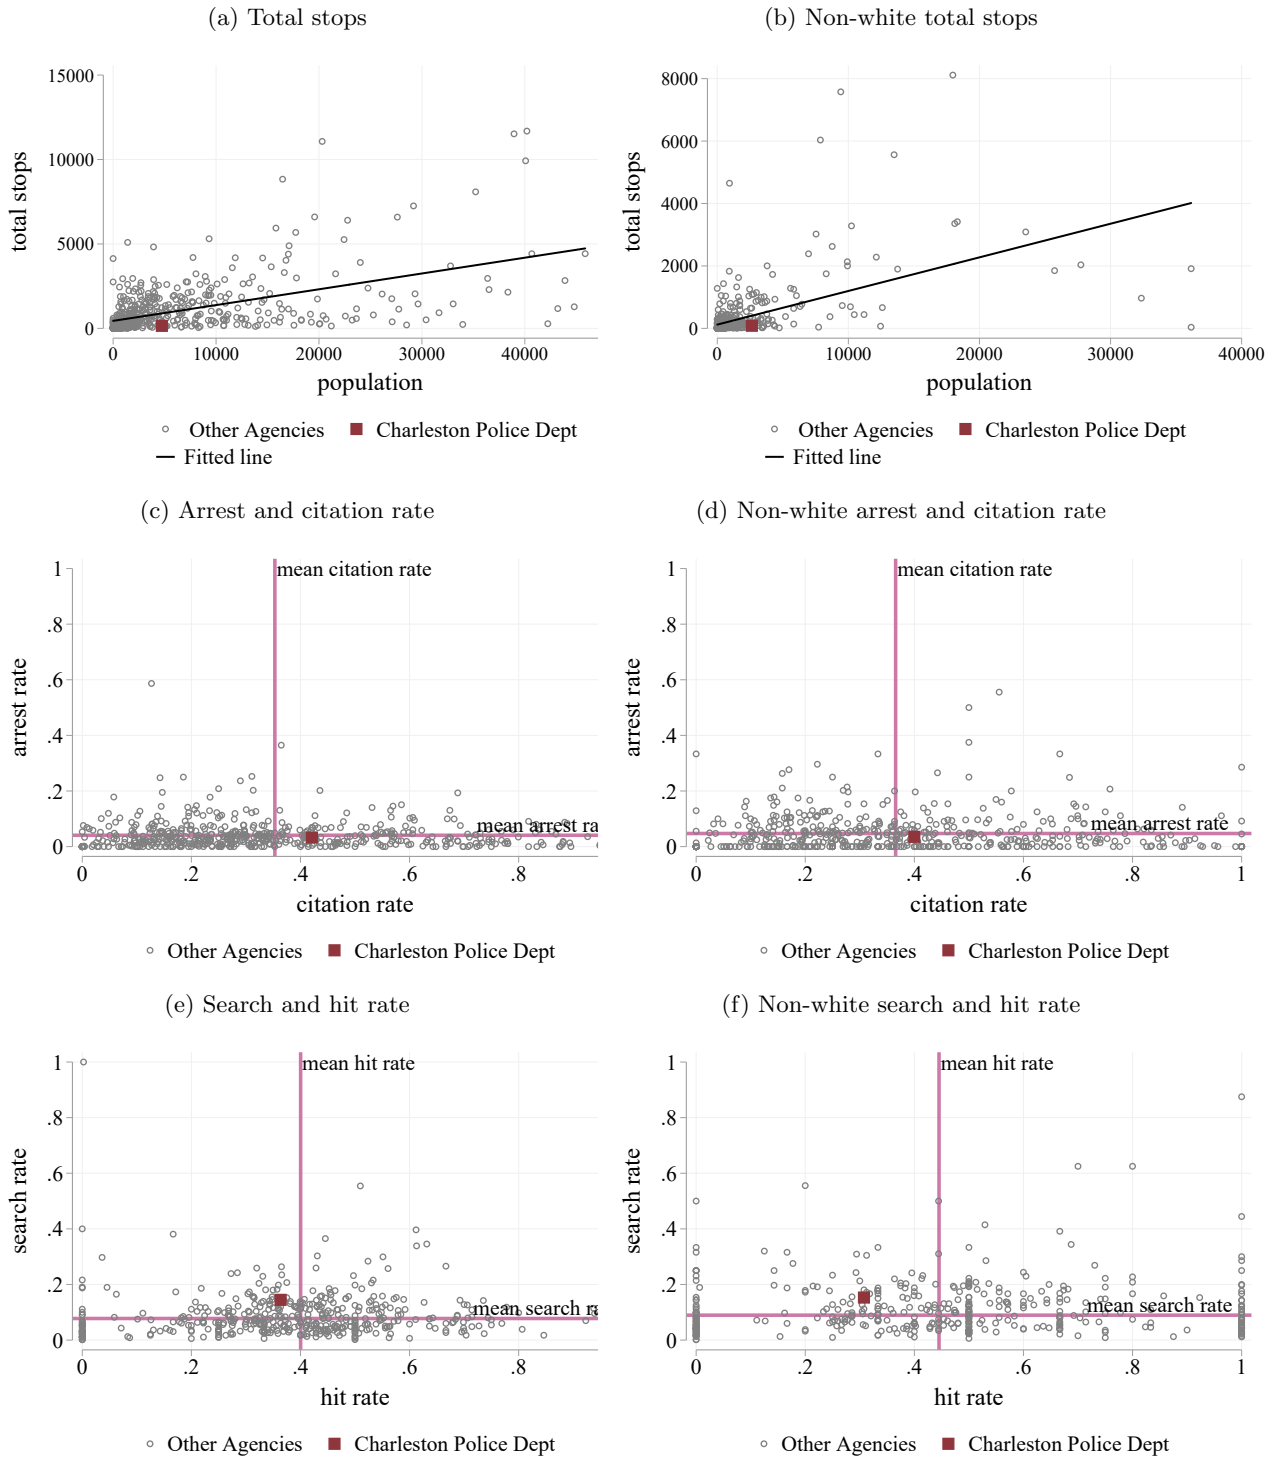 (a) Total stops
(b) Non-white total stops
15000
10000
5000
0
total stops
0 10000 20000 30000 40000
population
Other Agencies Charleston Police Dept
Fitted line
8000
6000
4000
2000
0
total stops
0 10000 20000 30000 40000
population
Other Agencies Charleston Police Dept
Fitted line
(c) Arrest and citation rate
(d) Non-white arrest and citation rate
mean citation rate
1
.8
.6
.4
.2
0
arrest rate
mean arrest ra
0 .2 .4 .6 .8
citation rate
Other Agencies Charleston Police Dept
mean citation rate
1
.8
.6
.4
.2
0
arrest rate
mean arrest rate
0 .2 .4 .6 .8 1
citation rate
Other Agencies Charleston Police Dept
(e) Search and hit rate
(f) Non-white search and hit rate
mean hit rate
1
.8
.6
.4
.2
0
search rate
mean search ra
0 .2 .4 .6 .8
hit rate
Other Agencies Charleston Police Dept
mean hit rate
1
.8
.6
.4
.2
0
search rate
mean search rate
0 .2 .4 .6 .8 1
hit rate
Other Agencies Charleston Police Dept